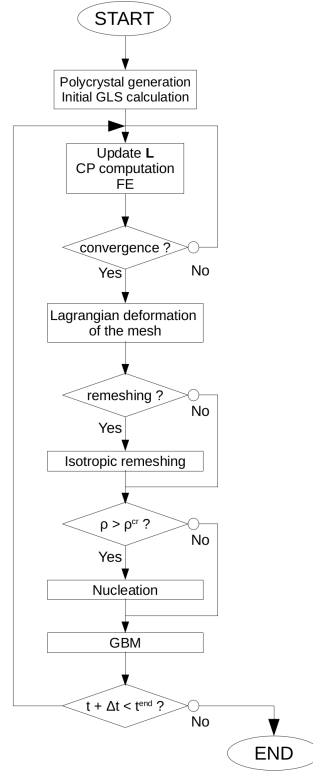 START
Polycrystal generation
Initial GLS calculation
Update L
CP computation
FE
convergence ?
Yes
No
Lagrangian deformation
of the mesh
remeshing ?
No
Yes
Isotropic remeshing
ρ > ρᶜʳ ?
No
Yes
Nucleation
GBM
t + Δt < tᵉⁿᵈ ?
No
END